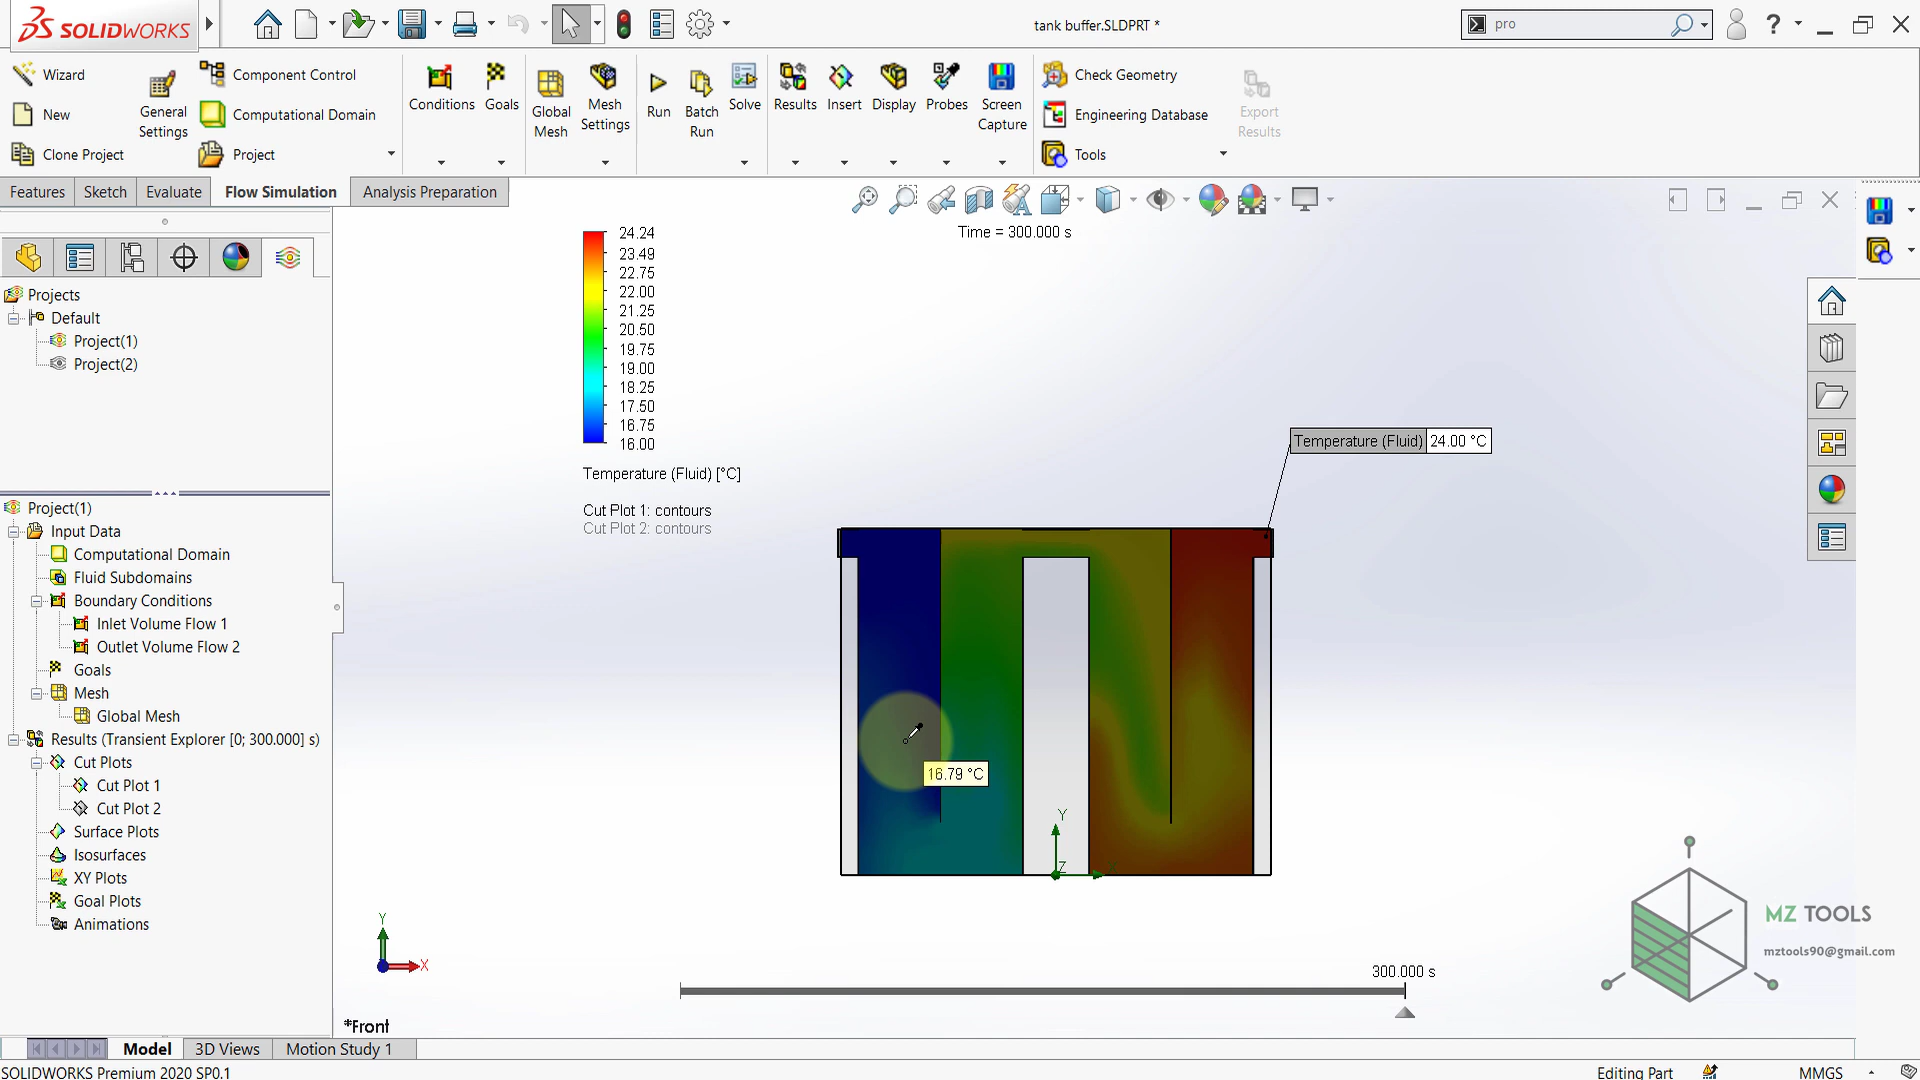 SOLIDWORKS
tank buffer.SLDPRT *
pro
?
Wizard
New
Clone Project
General Settings
Component Control
Computational Domain
Project
Conditions
Goals
Global Mesh
Mesh Settings
Run
Batch Run
Solve
Results
Insert
Display
Probes
Screen Capture
Check Geometry
Engineering Database
Tools
Export Results
Features
Sketch
Evaluate
Flow Simulation
Analysis Preparation
Projects
Default
Project(1)
Project(2)
Project(1)
Input Data
Computational Domain
Fluid Subdomains
Boundary Conditions
Inlet Volume Flow 1
Outlet Volume Flow 2
Goals
Mesh
Global Mesh
Results (Transient Explorer [0; 300.000] s)
Cut Plots
Cut Plot 1
Cut Plot 2
Surface Plots
Isosurfaces
XY Plots
Goal Plots
Animations
Time = 300.000 s
24.24
23.49
22.75
22.00
21.25
20.50
19.75
19.00
18.25
17.50
16.75
16.00
Temperature (Fluid) [°C]
Cut Plot 1: contours
Cut Plot 2: contours
Temperature (Fluid) 24.00 °C
16.79 °C
Y
Z
Y
X
300.000 s
MZ TOOLS
mztools90@gmail.com
*Front
Model
3D Views
Motion Study 1
SOLIDWORKS Premium 2020 SP0.1
Editing Part
MMGS